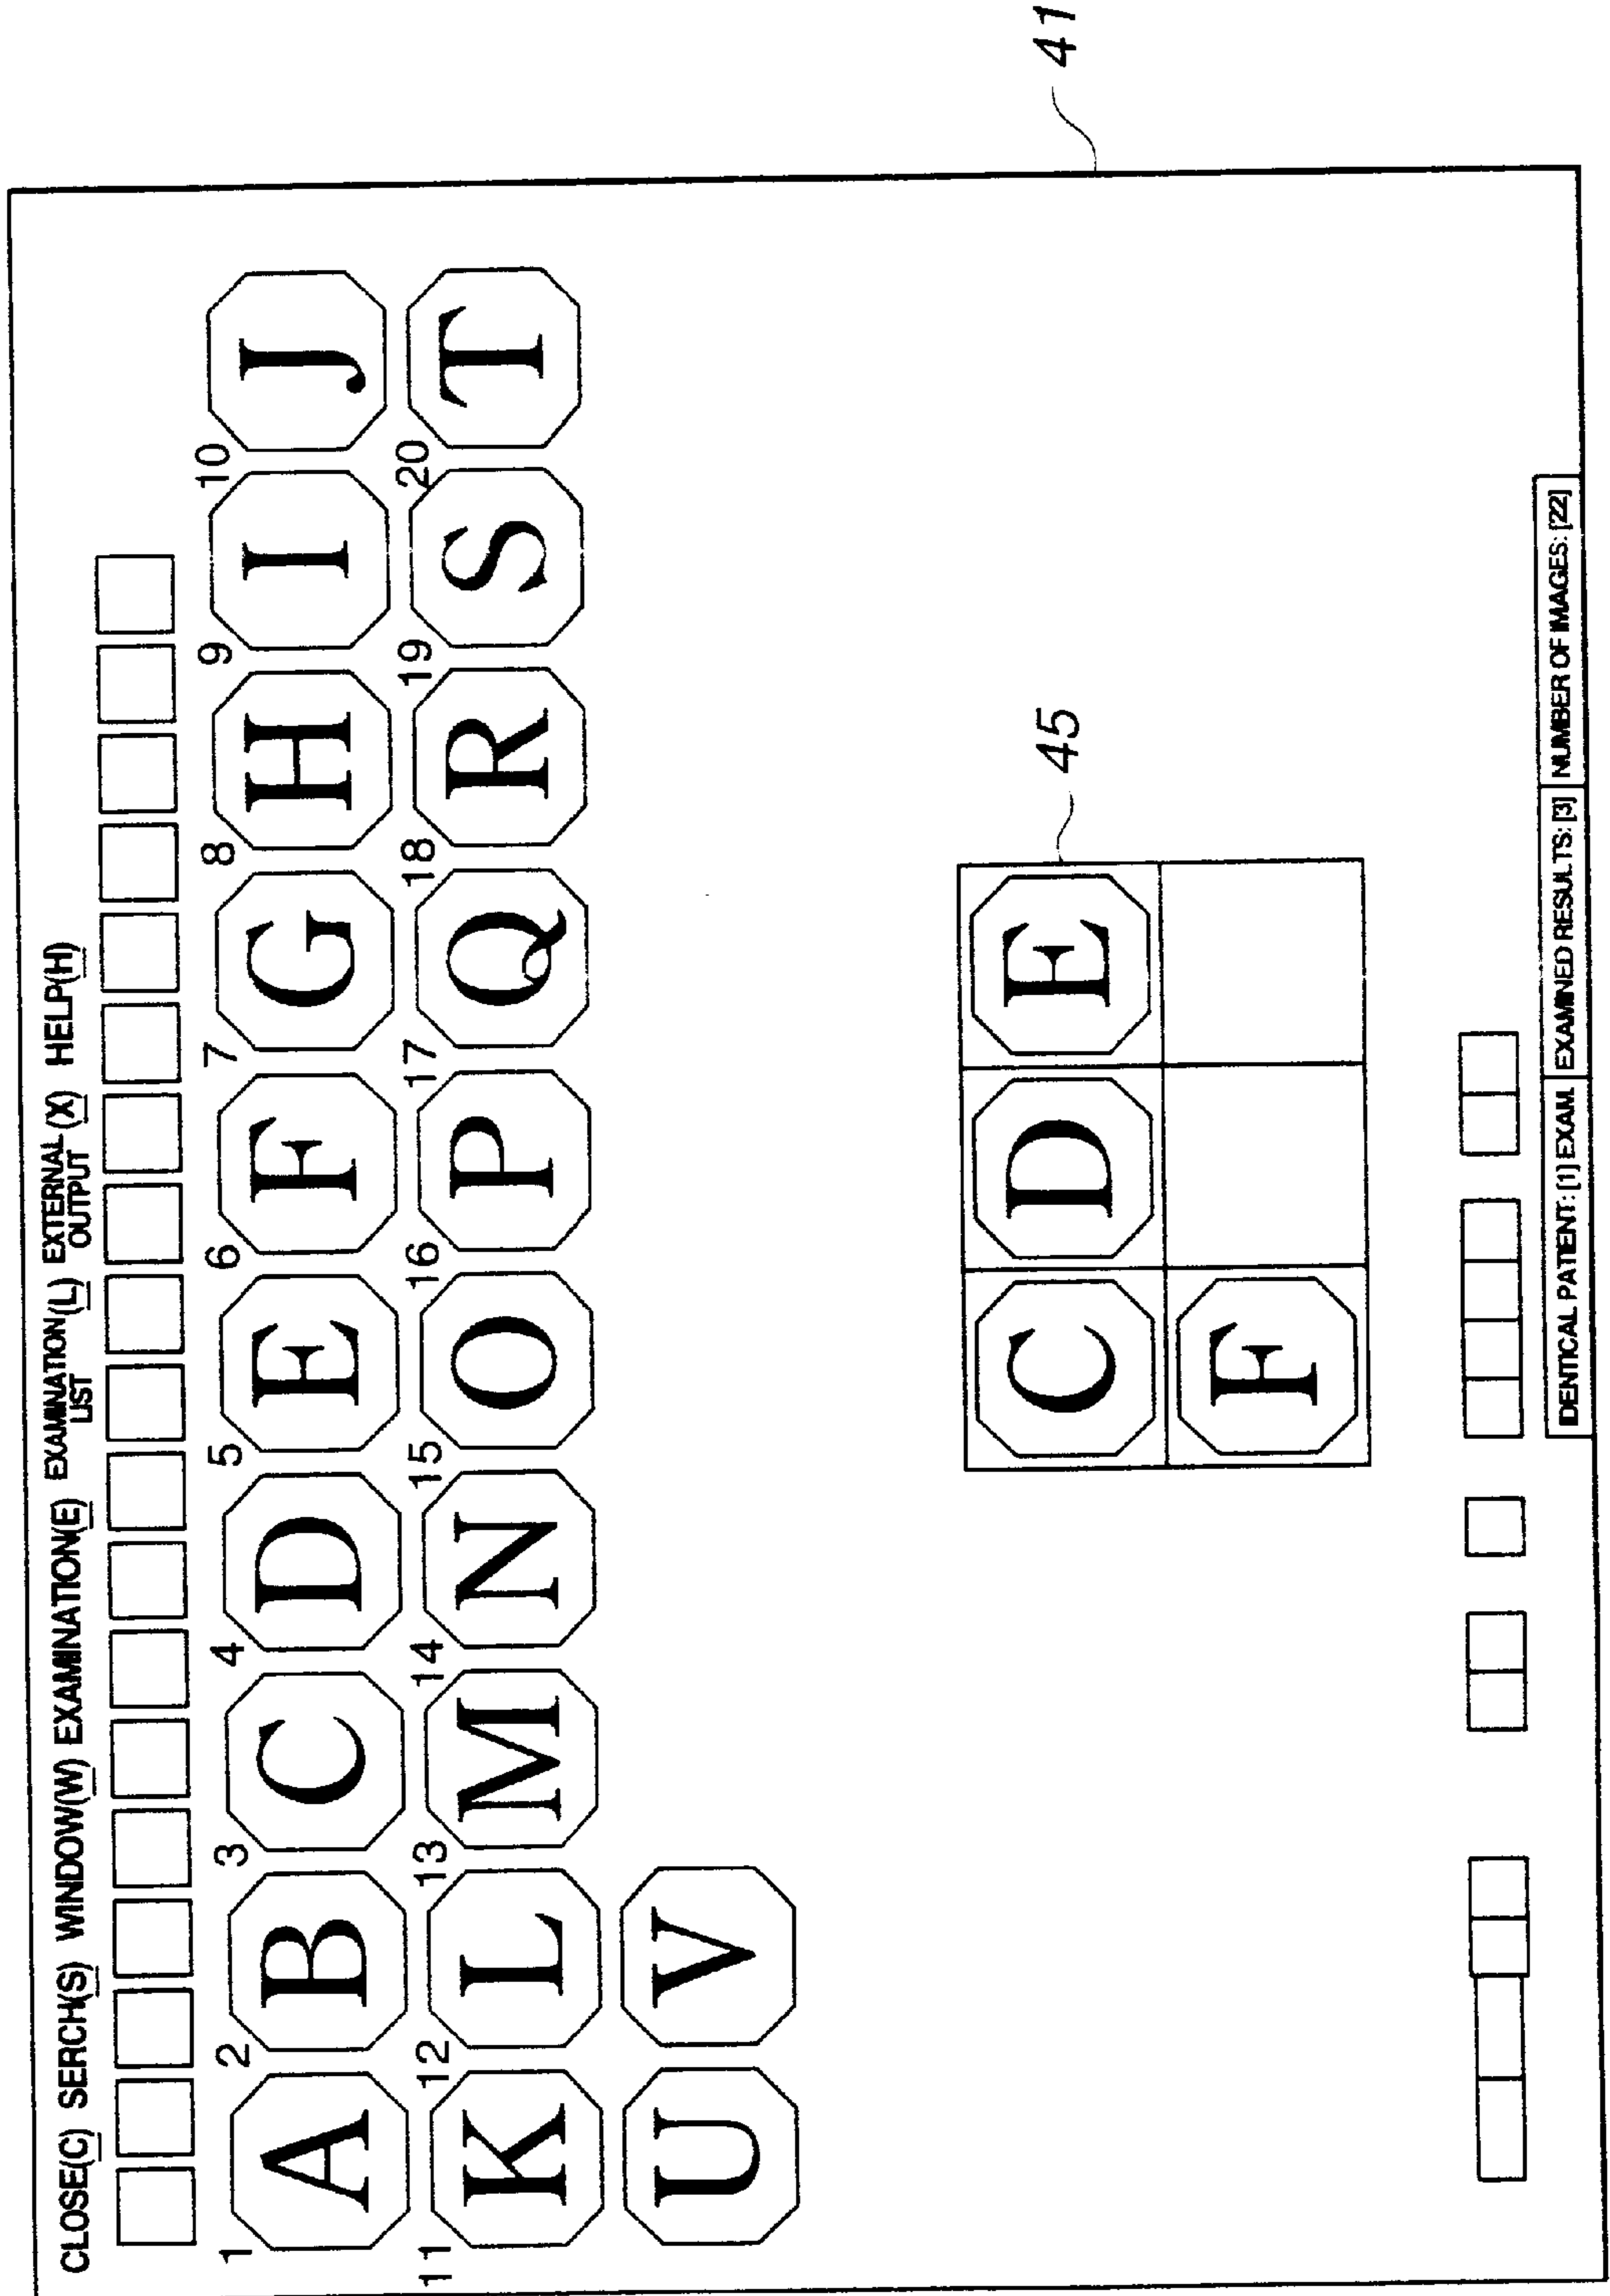 41
CLOSE(C) SERCH(S) WINDOW(W) EXAMINATION(E) EXAMINATION(L) LIST EXTERNAL(X) OUTPUT HELP(H)
1 2 3 4 5 6 7 8 9 10
A B C D E F G H I J
11 12 13 14 15 16 17 18 19 20
K L M N O P Q R S T
U V
45
C D E
F
IDENTICAL PATIENT: [1] EXAM. EXAMINED RESULTS: [3] NUMBER OF IMAGES: [22]